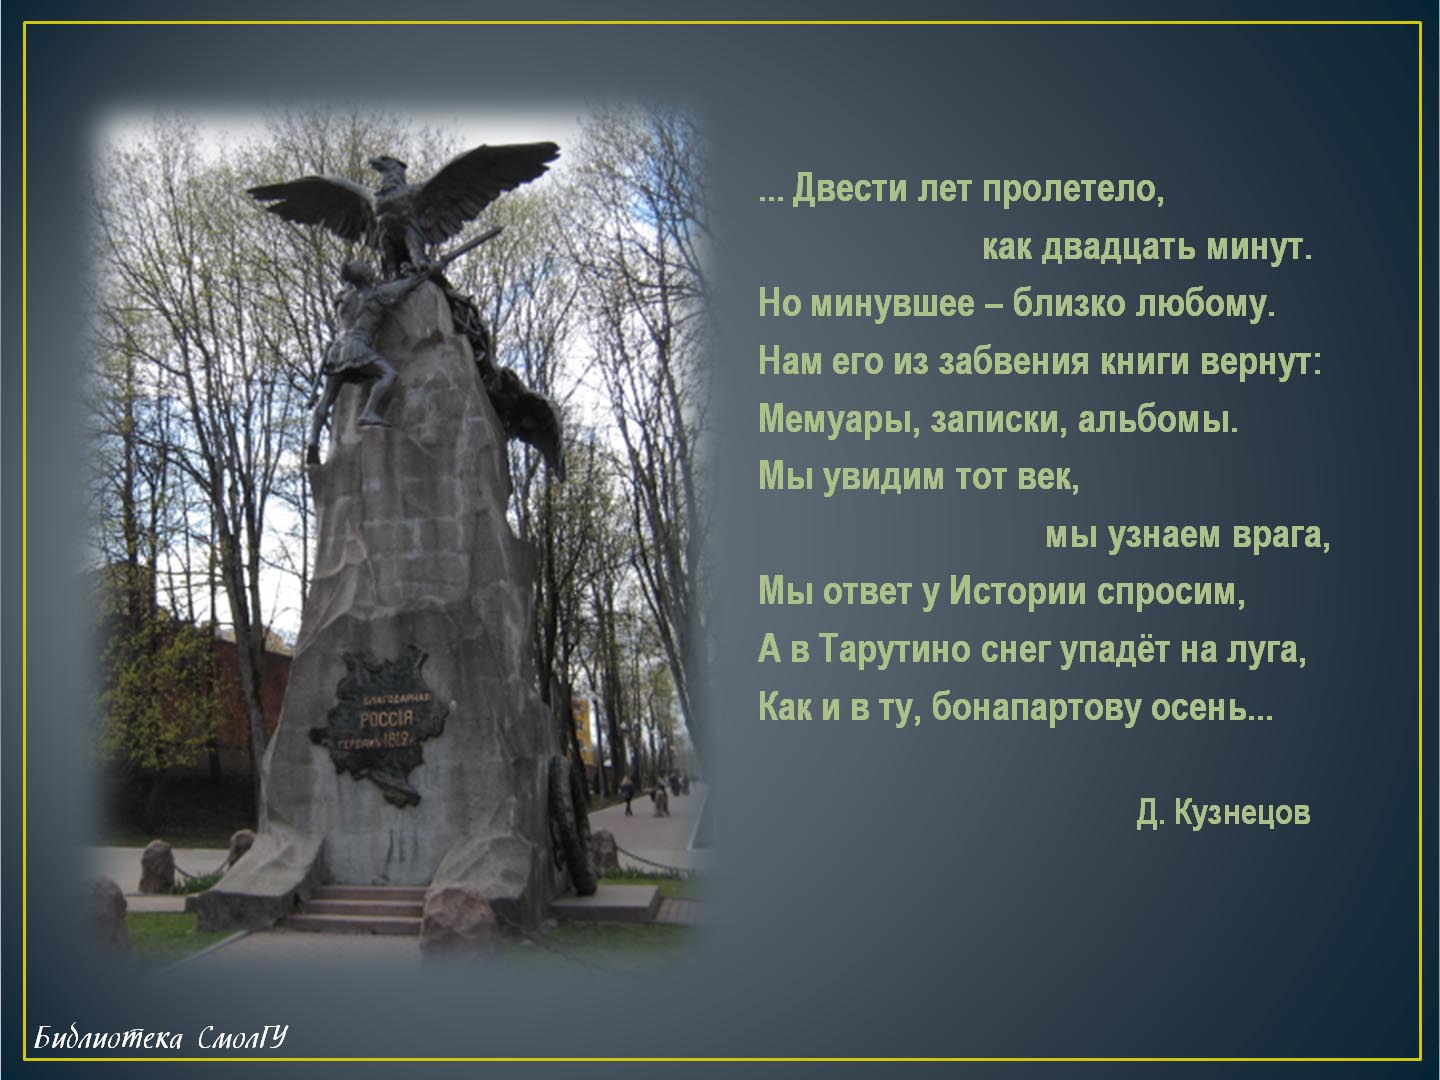 ... Двести лет пролетело,
как двадцать минут.
Но минувшее – близко любому.
Нам его из забвения книги вернут:
Мемуары, записки, альбомы.
Мы увидим тот век,
мы узнаем врага,
Мы ответ у Истории спросим,
А в Тарутино снег упадёт на луга,
Как и в ту, бонапартову осень...
Д. Кузнецов
БЛАГОДАРНАЯ
РОССІЯ
ГЕРОЯМЪ 1812 г.
Библиотека СмолГУ